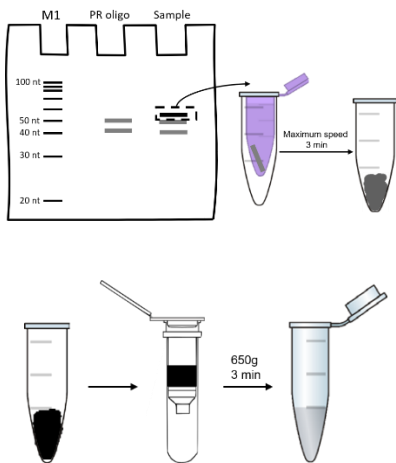 M1 PR oligo Sample
100 nt
50 nt
40 nt
30 nt
20 nt
Maximum speed
3 min
650g
3 min